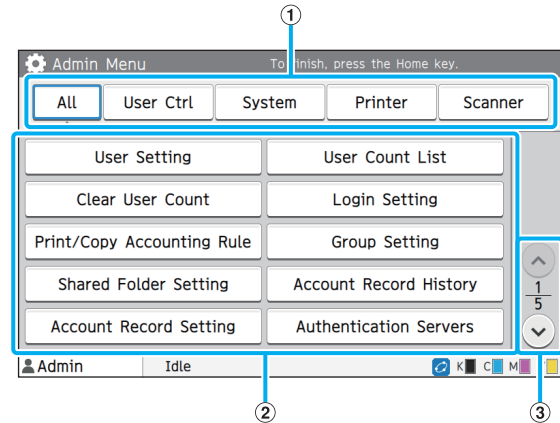 1
Admin Menu To finish, press the Home key.
All User Ctrl System Printer Scanner
User Setting User Count List
Clear User Count Login Setting
Print/Copy Accounting Rule Group Setting
Shared Folder Setting Account Record History
1
5
Account Record Setting Authentication Servers
Admin Idle K C M
2 3